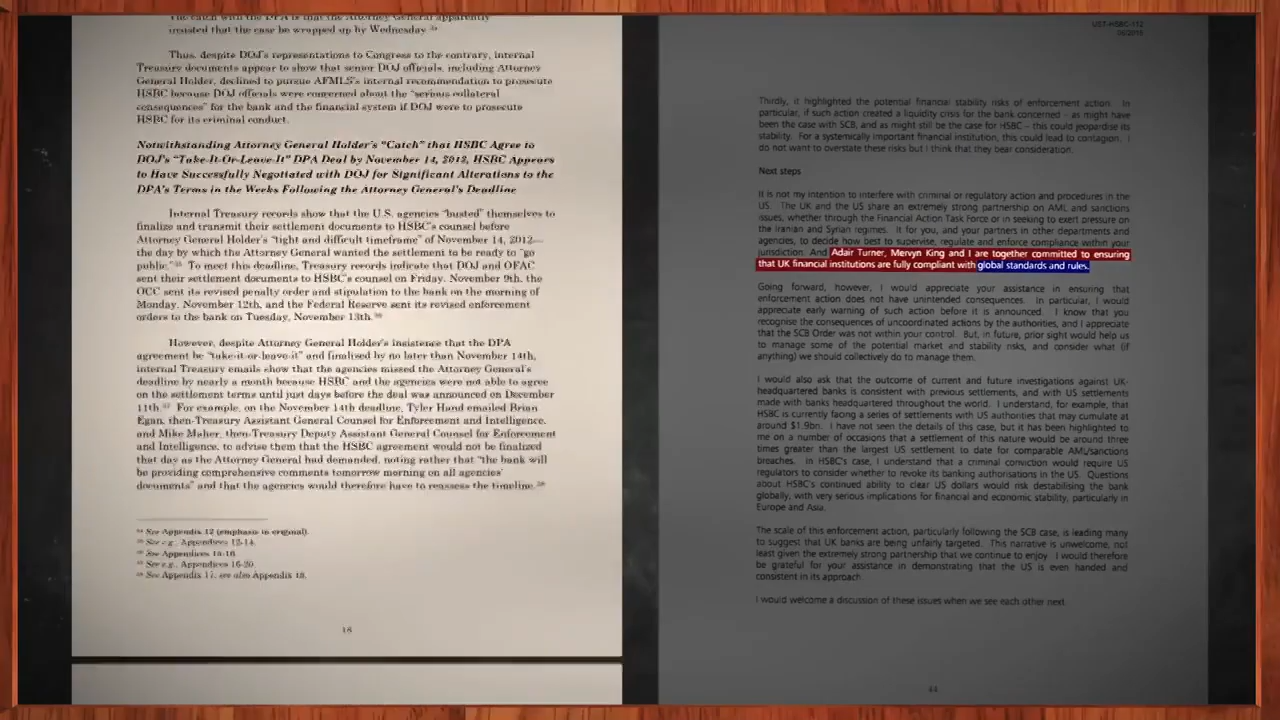 The catch with the DPA is that the Attorney General apparently
insisted that the case be wrapped up by Wednesday.
Thus, despite DOJ's representations to Congress to the contrary, internal
Treasury documents appear to show that senior DOJ officials, including Attorney
General Holder, declined to pursue AFMLS's internal recommendation to prosecute
HSBC because DOJ officials were concerned about the "serious collateral
consequences" for the bank and the financial system if DOJ were to prosecute
HSBC for its criminal conduct.
Notwithstanding Attorney General Holder's "Catch" that HSBC Agree to
DOJ's "Take-It-Or-Leave-It" DPA Deal by November 14, 2012, HSBC Appears
to Have Successfully Negotiated with DOJ for Significant Alterations to the
DPA's Terms in the Weeks Following the Attorney General's Deadline
Internal Treasury records show that the U.S. agencies "busted" themselves to
finalize and transmit their settlement documents to HSBC's counsel before
Attorney General Holder's "tight and difficult timeframe" of November 14, 2012—
the day by which the Attorney General wanted the settlement to be ready to "go
public." To meet this deadline, Treasury records indicate that DOJ and OFAC
sent their settlement documents to HSBC's counsel on Friday, November 9th, the
OCC sent its revised penalty order and stipulation to the bank on the morning of
Monday, November 12th, and the Federal Reserve sent its revised enforcement
orders to the bank on Tuesday, November 13th.
However, despite Attorney General Holder's insistence that the DPA
agreement be "take-it-or-leave-it" and finalised by no later than November 14th,
internal Treasury emails show that the agencies missed the Attorney General's
deadline by nearly a month because HSBC and the agencies were not able to agree
on the settlement terms until just days before the deal was announced on December
11th. For example, on the November 14th deadline, Tyler Hand emailed Brian
Egan, then-Treasury Assistant General Counsel for Enforcement and Intelligence,
and Mike Maher, then-Treasury Deputy Assistant General Counsel for Enforcement
and Intelligence, to advise them that the HSBC agreement would not be finalized
that day as the Attorney General had demanded, noting rather that "the bank will
be providing comprehensive comments tomorrow morning on all agencies'
documents" and that the agencies would therefore have to reassess the timeline.
See Appendix 12 (emphasis in original).
See e.g., Appendices 12-14.
See Appendices
See e.g., Appendices 16-20.
See Appendix 17, see also Appendix 18.
16
UST-HSBC-112
Thirdly, it highlighted the potential financial stability risks of enforcement action. In
particular, if such action created a liquidity crisis for the bank concerned – as might have
been the case with SCB, and as might still be the case for HSBC – this could jeopardise its
stability. For a systemically important financial institution, this could lead to contagion. I
do not want to overstate these risks but I think that they bear consideration.
Next steps
It is not my intention to interfere with criminal or regulatory action and procedures in the
US. The UK and the US share an extremely strong partnership on AML and sanctions
issues, whether through the Financial Action Task Force or in seeking to exert pressure on
the Iranian and Syrian regimes. It is for you, and your partners in other departments and
agencies, to decide how best to supervise, regulate and enforce compliance within your
jurisdiction. And Adair Turner, Mervyn King and I are together committed to ensuring
that UK financial institutions are fully compliant with global standards and rules.
Going forward, however, I would appreciate your assistance in ensuring that
enforcement action does not have unintended consequences. In particular, I would
appreciate early warning of such action before it is announced. I know that you
recognise the consequences of uncoordinated actions by the authorities, and I appreciate
that the SCB Order was not within your control. But, in future, prior sight would help us
to manage some of the potential market and stability risks, and consider what (if
anything) we should collectively do to manage them.
I would also ask that the outcome of current and future investigations against UK-
headquartered banks is consistent with previous settlements, and with US settlements
made with banks headquartered throughout the world. I understand, for example, that
HSBC is currently facing a series of settlements with US authorities that may cumulate at
around $1.9bn. I have not seen the details of this case, but it has been highlighted to
me on a number of occasions that a settlement of this nature would be around three
times greater than the largest US settlement to date for comparable AML/sanctions
breaches. In HSBC's case, I understand that a criminal conviction would require US
regulators to consider whether to revoke its banking authorisations in the US. Questions
about HSBC's continued ability to clear US dollars would risk destabilising the bank
globally, with very serious implications for financial and economic stability, particularly in
Europe and Asia.
The scale of this enforcement action, particularly following the SCB case, is leading many
to suggest that UK banks are being unfairly targeted. This narrative is unwelcome, not
least given the extremely strong partnership that we continue to enjoy. I would therefore
be grateful for your assistance in demonstrating that the US is even handed and
consistent in its approach.
I would welcome a discussion of these issues when we see each other next.
44